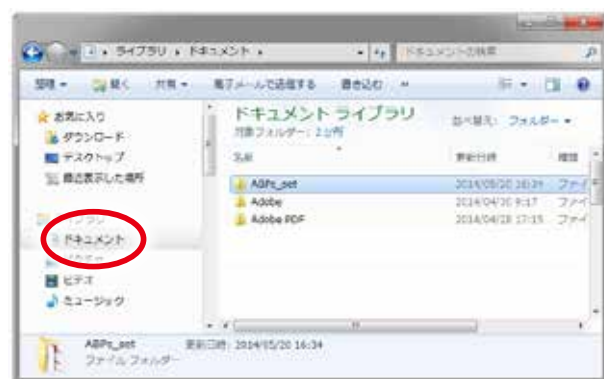 ライブラリ ▸ ドキュメント ▸
ドキュメントの検索
整理 ▾ 開く 共有 ▾ 電子メールで送信する 書き込む »
お気に入り
ダウンロード
デスクトップ
最近表示した場所
ドキュメント
ビデオ
ミュージック
ドキュメント ライブラリ
対象フォルダー: 2か所
並べ替え: フォルダー ▾
名前 更新日時 種類
ABPs_set 2014/05/20 16:34 ファイ
Adobe 2014/04/30 9:17 ファイ
Adobe PDF 2014/04/28 17:15 ファイ
ABPs_set 更新日時: 2014/05/20 16:34
ファイル フォルダー